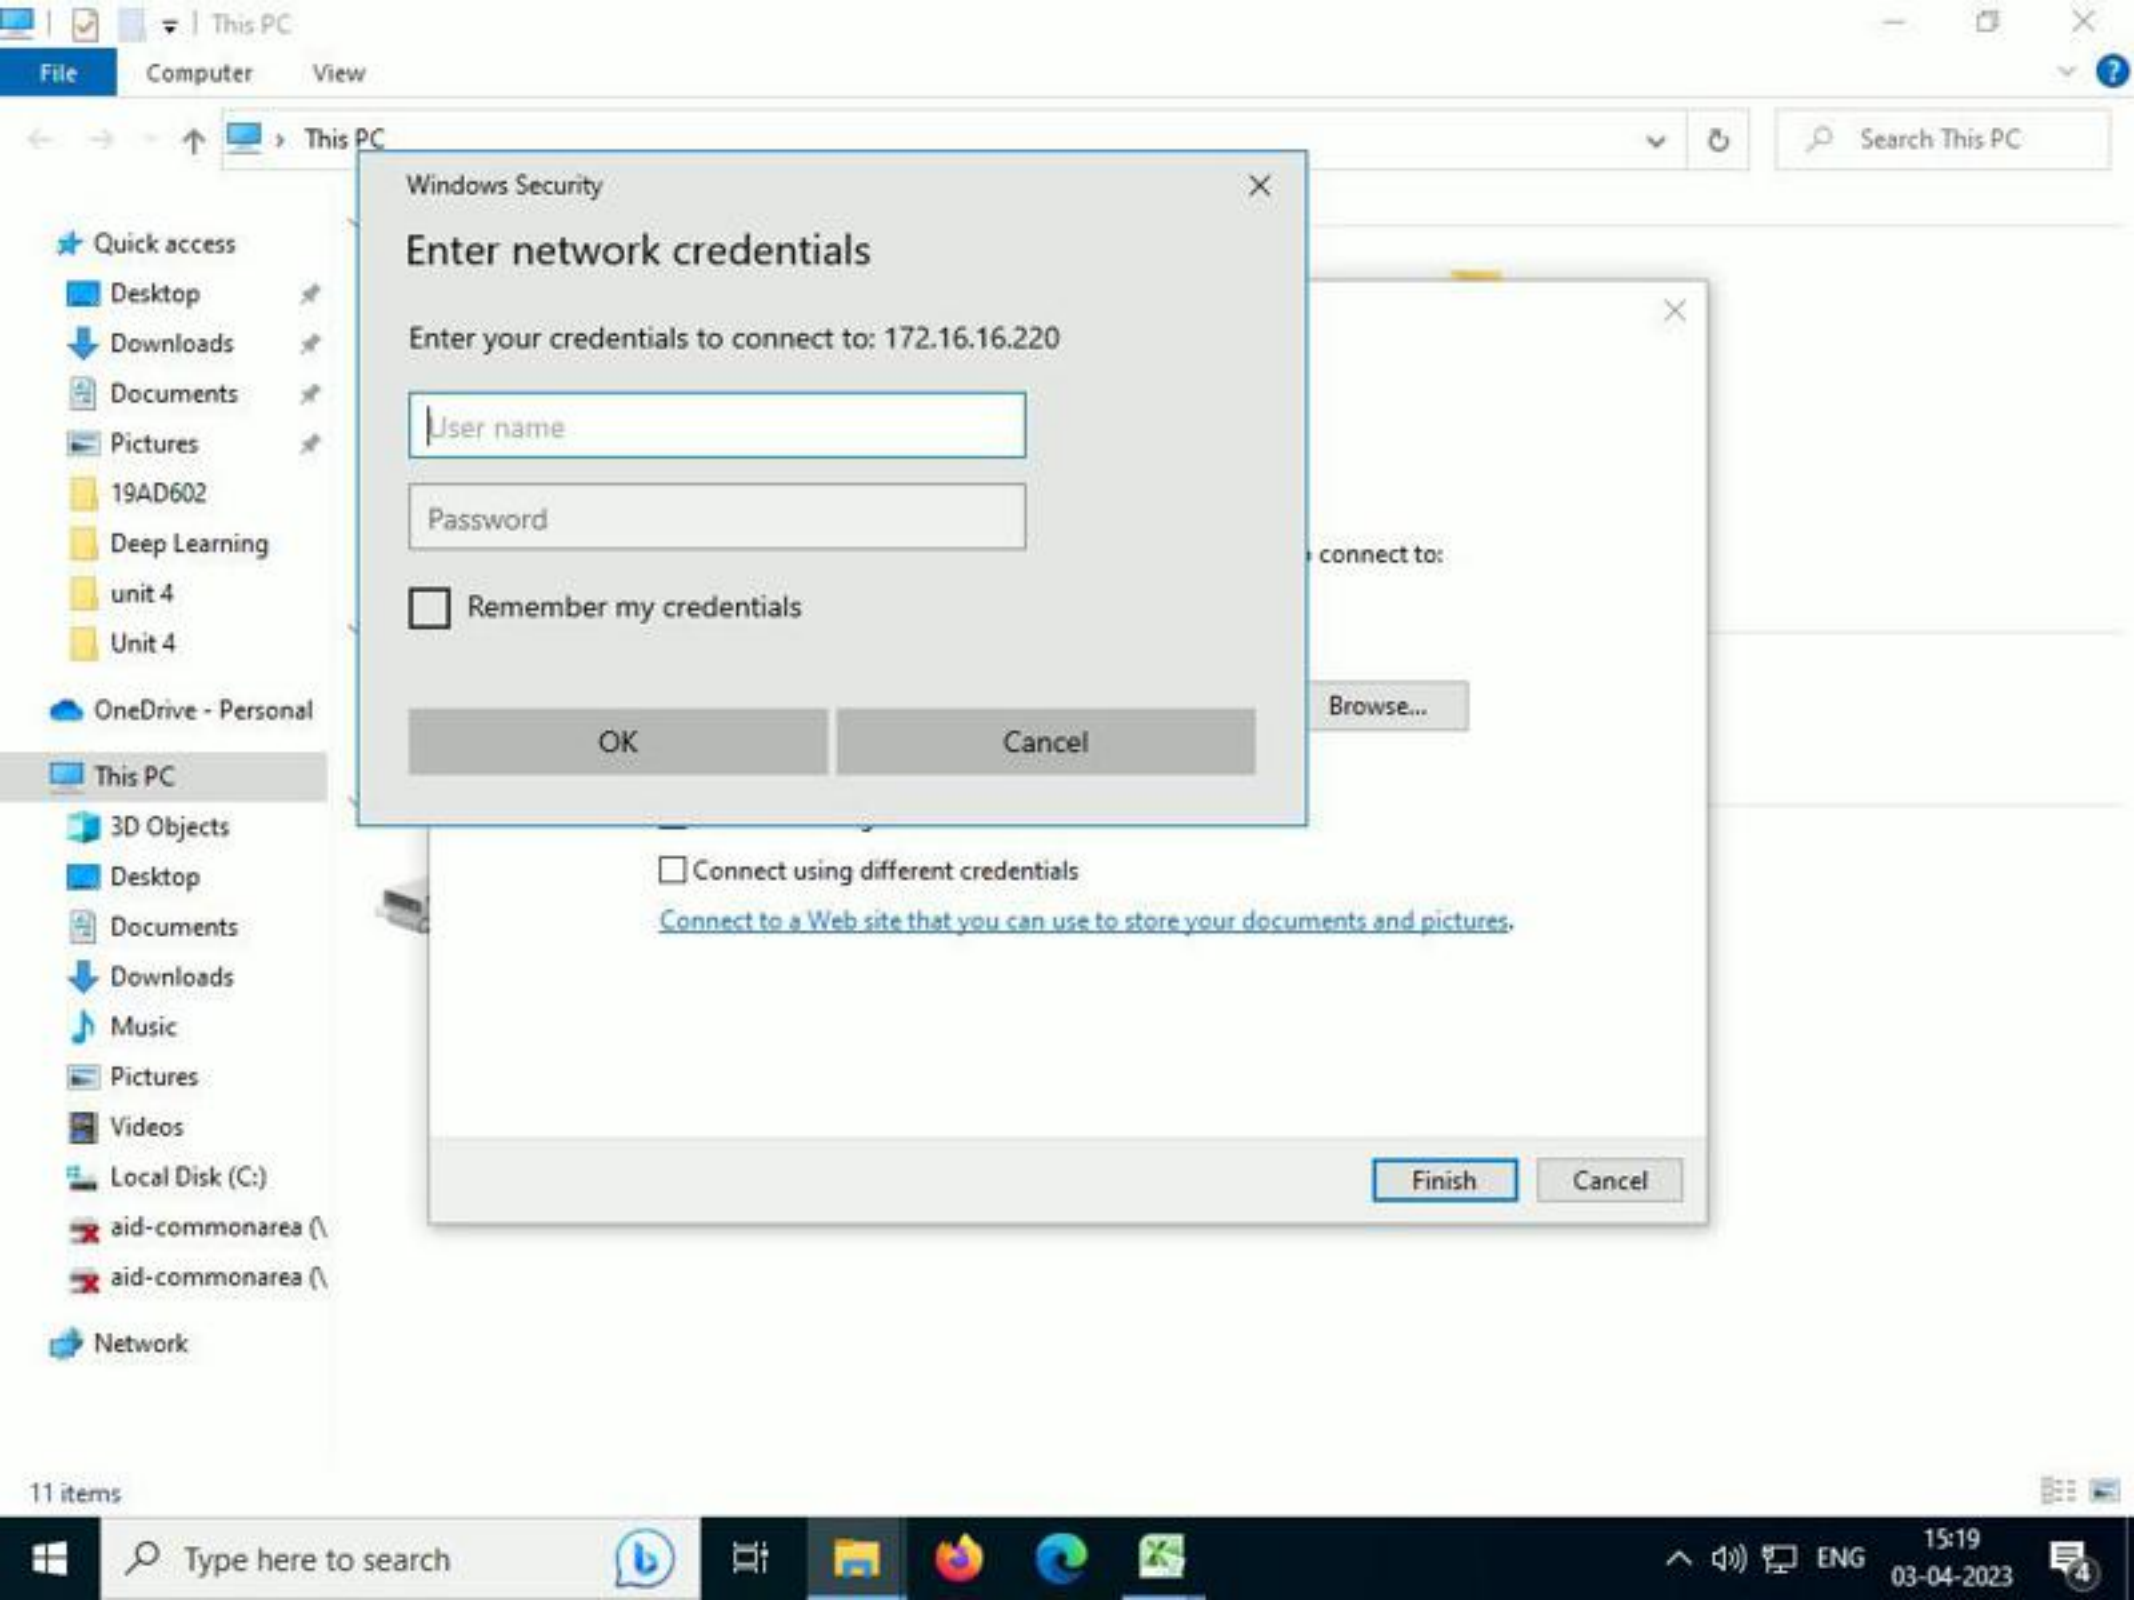 This PC
File Computer View
This PC
Search This PC
Windows Security
Enter network credentials
Enter your credentials to connect to: 172.16.16.220
User name
Password
Remember my credentials
OK Cancel
Quick access
Desktop
Downloads
Documents
Pictures
19AD602
Deep Learning
unit 4
Unit 4
OneDrive - Personal
This PC
3D Objects
Desktop
Documents
Downloads
Music
Pictures
Videos
Local Disk (C:)
aid-commonarea (\
aid-commonarea (\
Network
connect to:
Browse...
Connect using different credentials
Connect to a Web site that you can use to store your documents and pictures.
Finish Cancel
11 items
Type here to search
ENG
15:19
03-04-2023
4